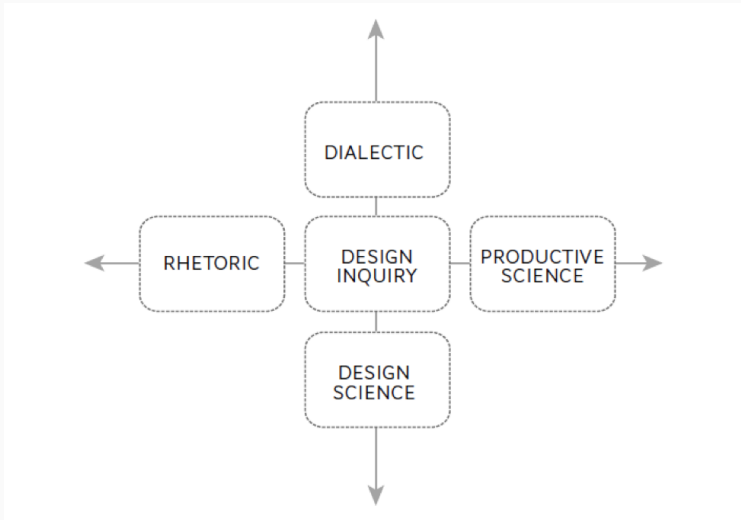 DIALECTIC
RHETORIC
DESIGN
INQUIRY
PRODUCTIVE
SCIENCE
DESIGN
SCIENCE